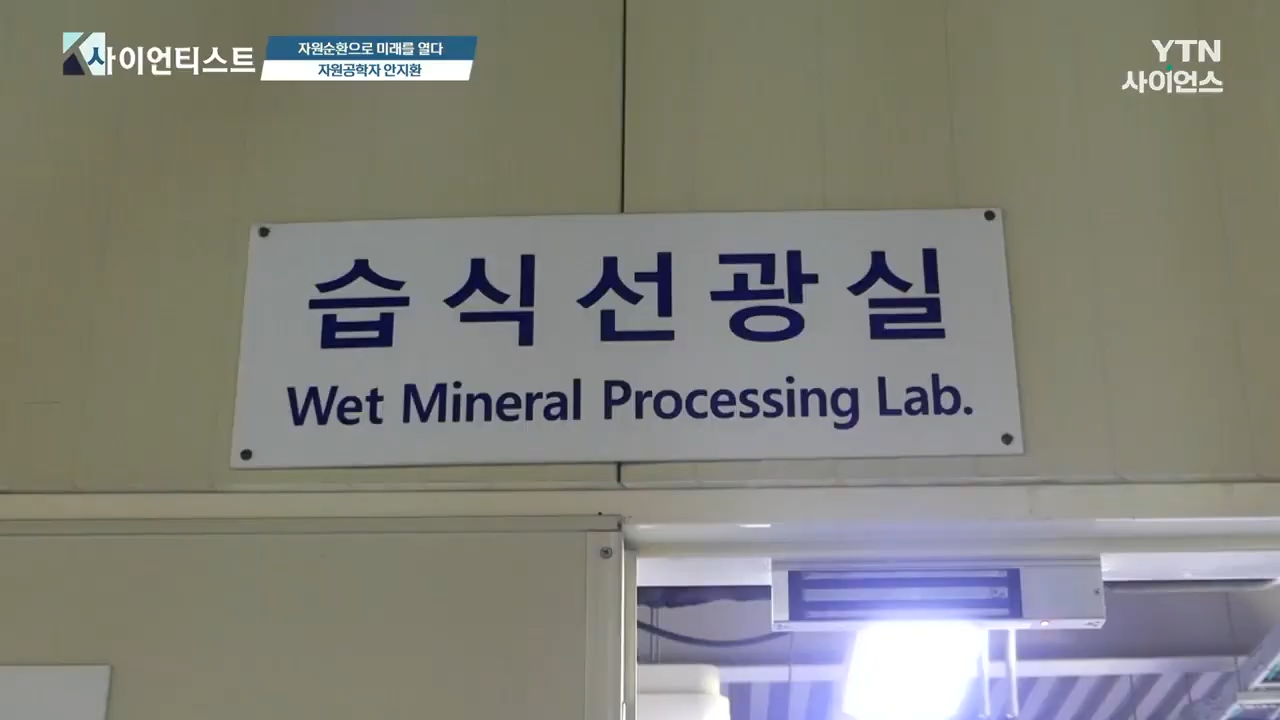 K사이언티스트
자원순환으로 미래를 열다
자원공학자 안지환
YTN
사이언스
습식선광실
Wet Mineral Processing Lab.